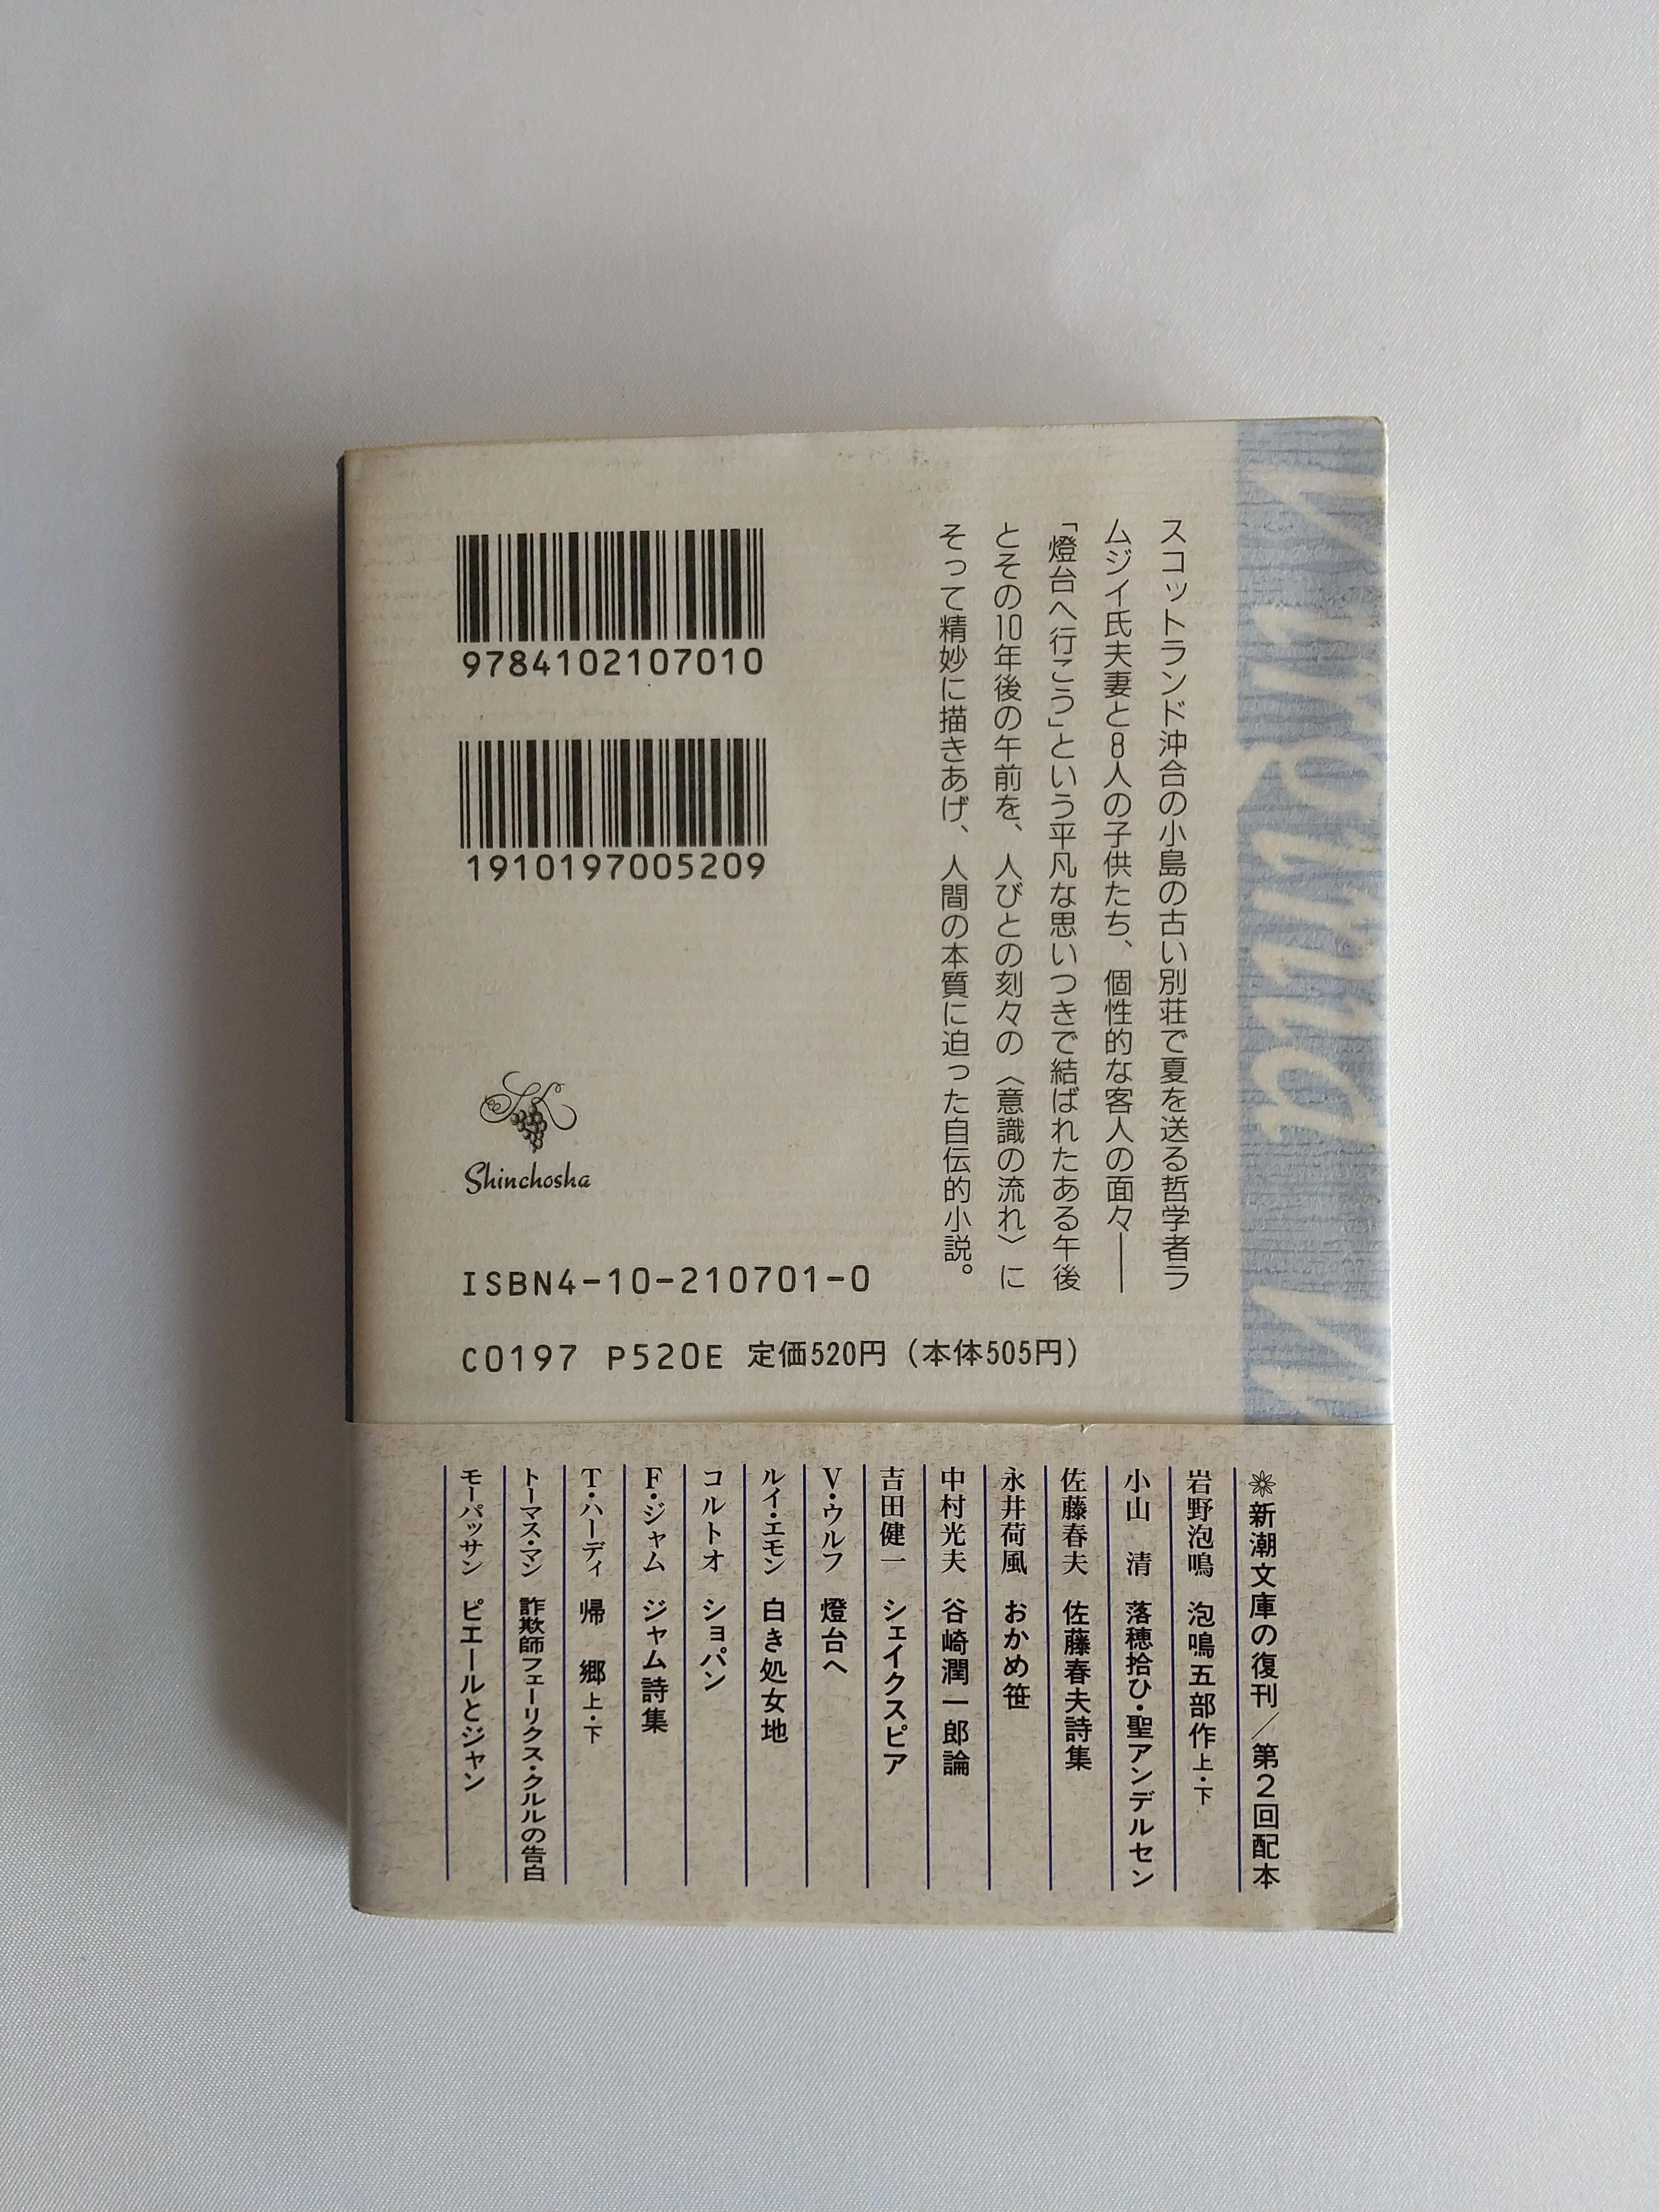 スコットランド沖合の小島の古い別荘で夏を送る哲学者ラ
ムジイ氏夫妻と8人の子供たち、個性的な客人の面々――
「燈台へ行こう」という平凡な思いつきで結ばれたある午後
とその10年後の午前を、人びとの刻々の〈意識の流れ〉に
そって精妙に描きあげ、人間の本質に迫った自伝的小説。
9784102107010
1910197005209
Shinchosha
ISBN4-10-210701-0
C0197 P520E 定価520円（本体505円）
新潮文庫の復刊／第2回配本
岩野泡鳴 泡鳴五部作 上・下
小山 清 落穂拾ひ・聖アンデルセン
佐藤春夫 佐藤春夫詩集
永井荷風 おかめ笹
中村光夫 谷崎潤一郎論
吉田健一 シェイクスピア
V・ウルフ 燈台へ
ルイ・エモン 白き処女地
コルトオ ショパン
F・ジャム ジャム詩集
T・ハーディ 帰 郷 上・下
トーマス・マン 詐欺師フェーリクス・クルルの告白
モーパッサン ピエールとジャン